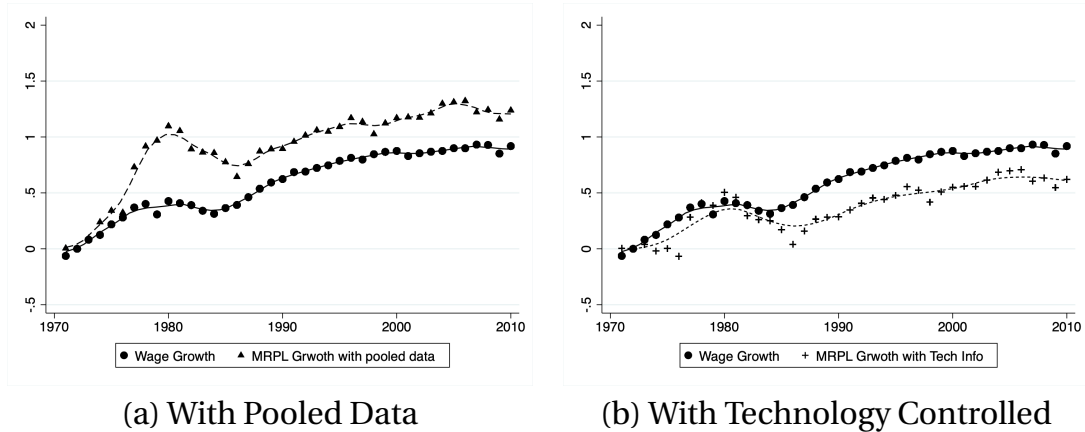 2
1.5
1
.5
0
-.5
1970 1980 1990 2000 2010
Wage Growth MRPL Grwoth with pooled data
(a) With Pooled Data
2
1.5
1
.5
0
-.5
1970 1980 1990 2000 2010
Wage Growth MRPL Grwoth with Tech Info
(b) With Technology Controlled